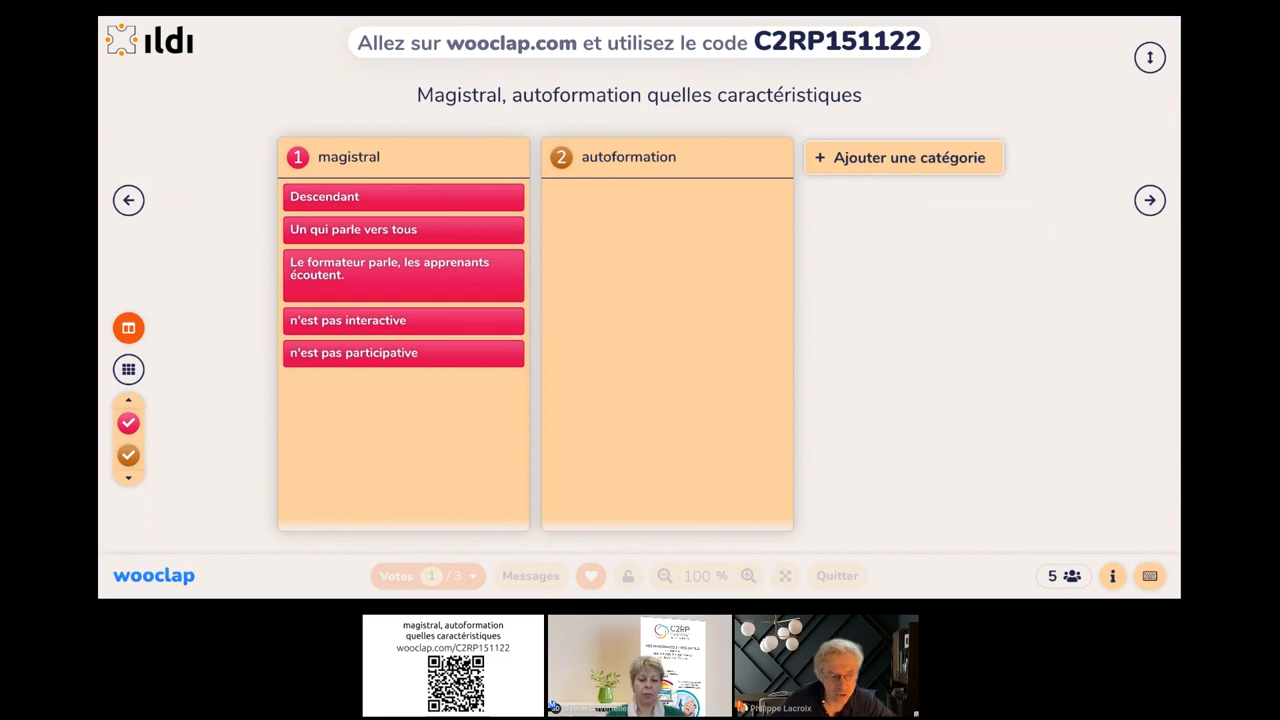 ıldı
Allez sur wooclap.com et utilisez le code C2RP151122
Magistral, autoformation quelles caractéristiques
1 magistral
Descendant
Un qui parle vers tous
Le formateur parle, les apprenants
écoutent.
n'est pas interactive
n'est pas participative
2 autoformation
+ Ajouter une catégorie
wooclap
Votes 1 / 3
Messages
100 %
Quitter
5
i
magistral, autoformation
quelles caractéristiques
wooclap.com/C2RP151122
C2RP
Philippe Lacroix